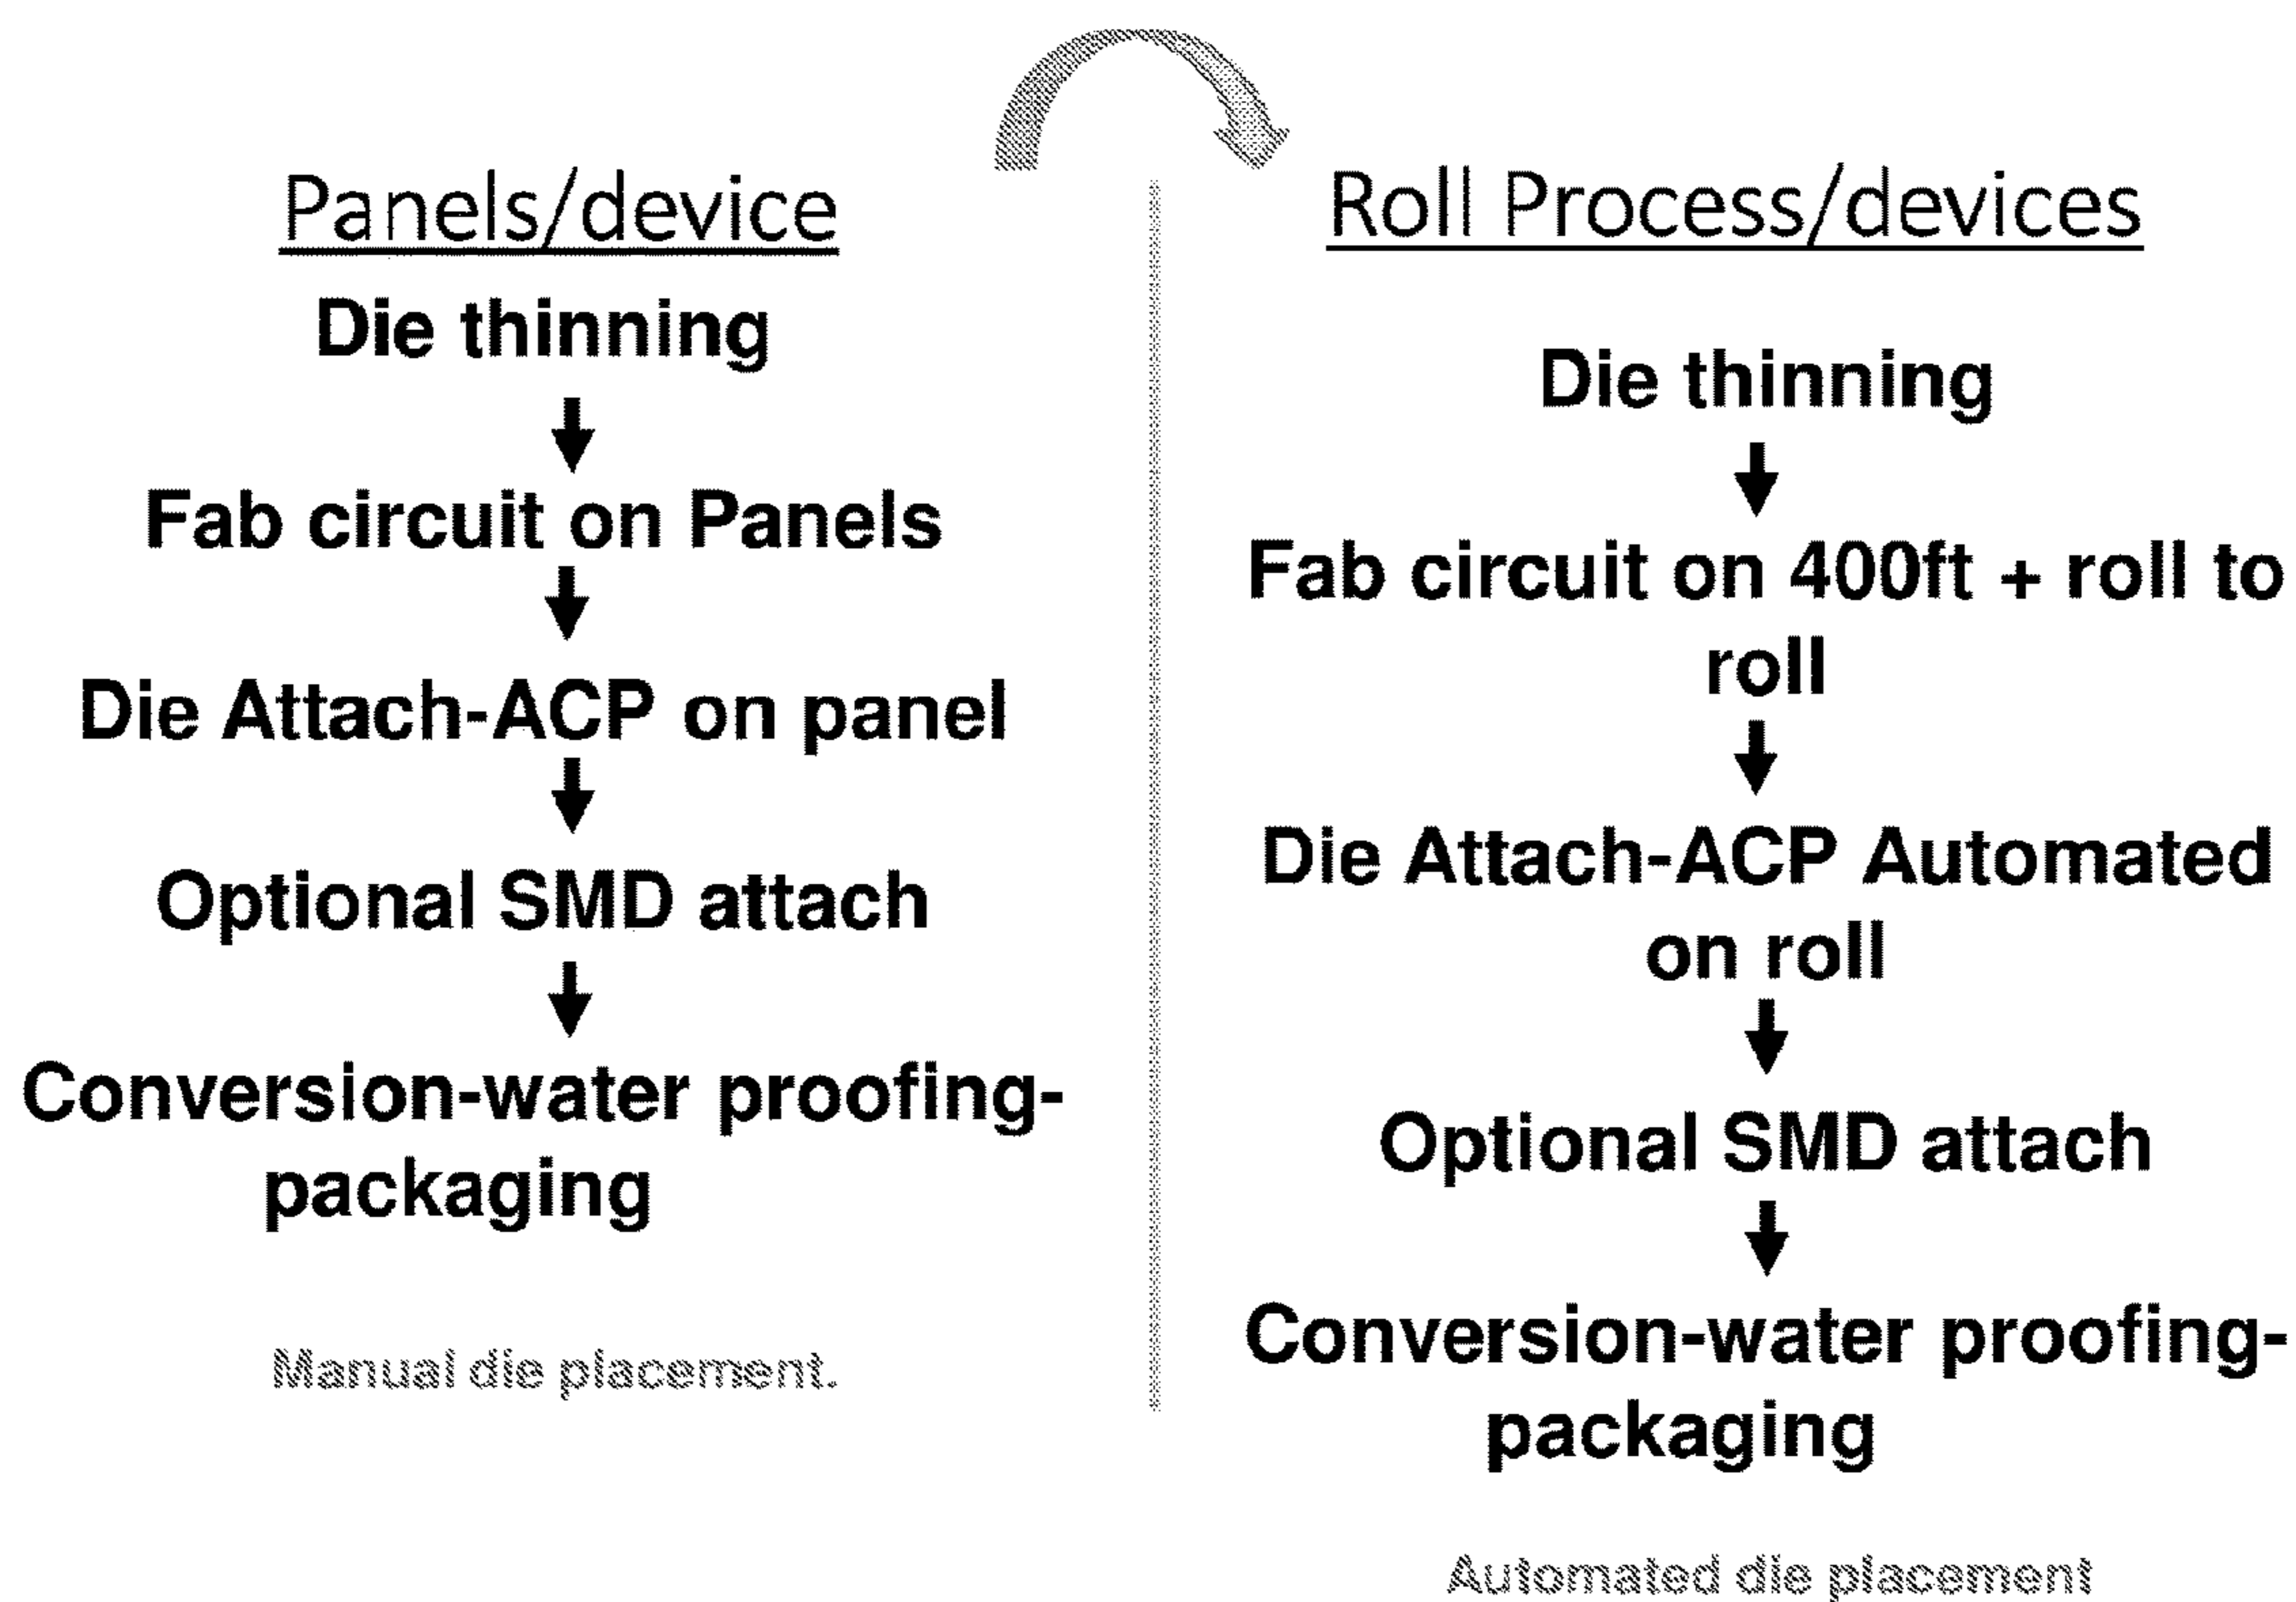 Panels/device
Die thinning
Fab circuit on Panels
Die Attach-ACP on panel
Optional SMD attach
Conversion-water proofing-
packaging
Manual die placement.
Roll Process/devices
Die thinning
Fab circuit on 400ft + roll to
roll
Die Attach-ACP Automated
on roll
Optional SMD attach
Conversion-water proofing-
packaging
Automated die placement